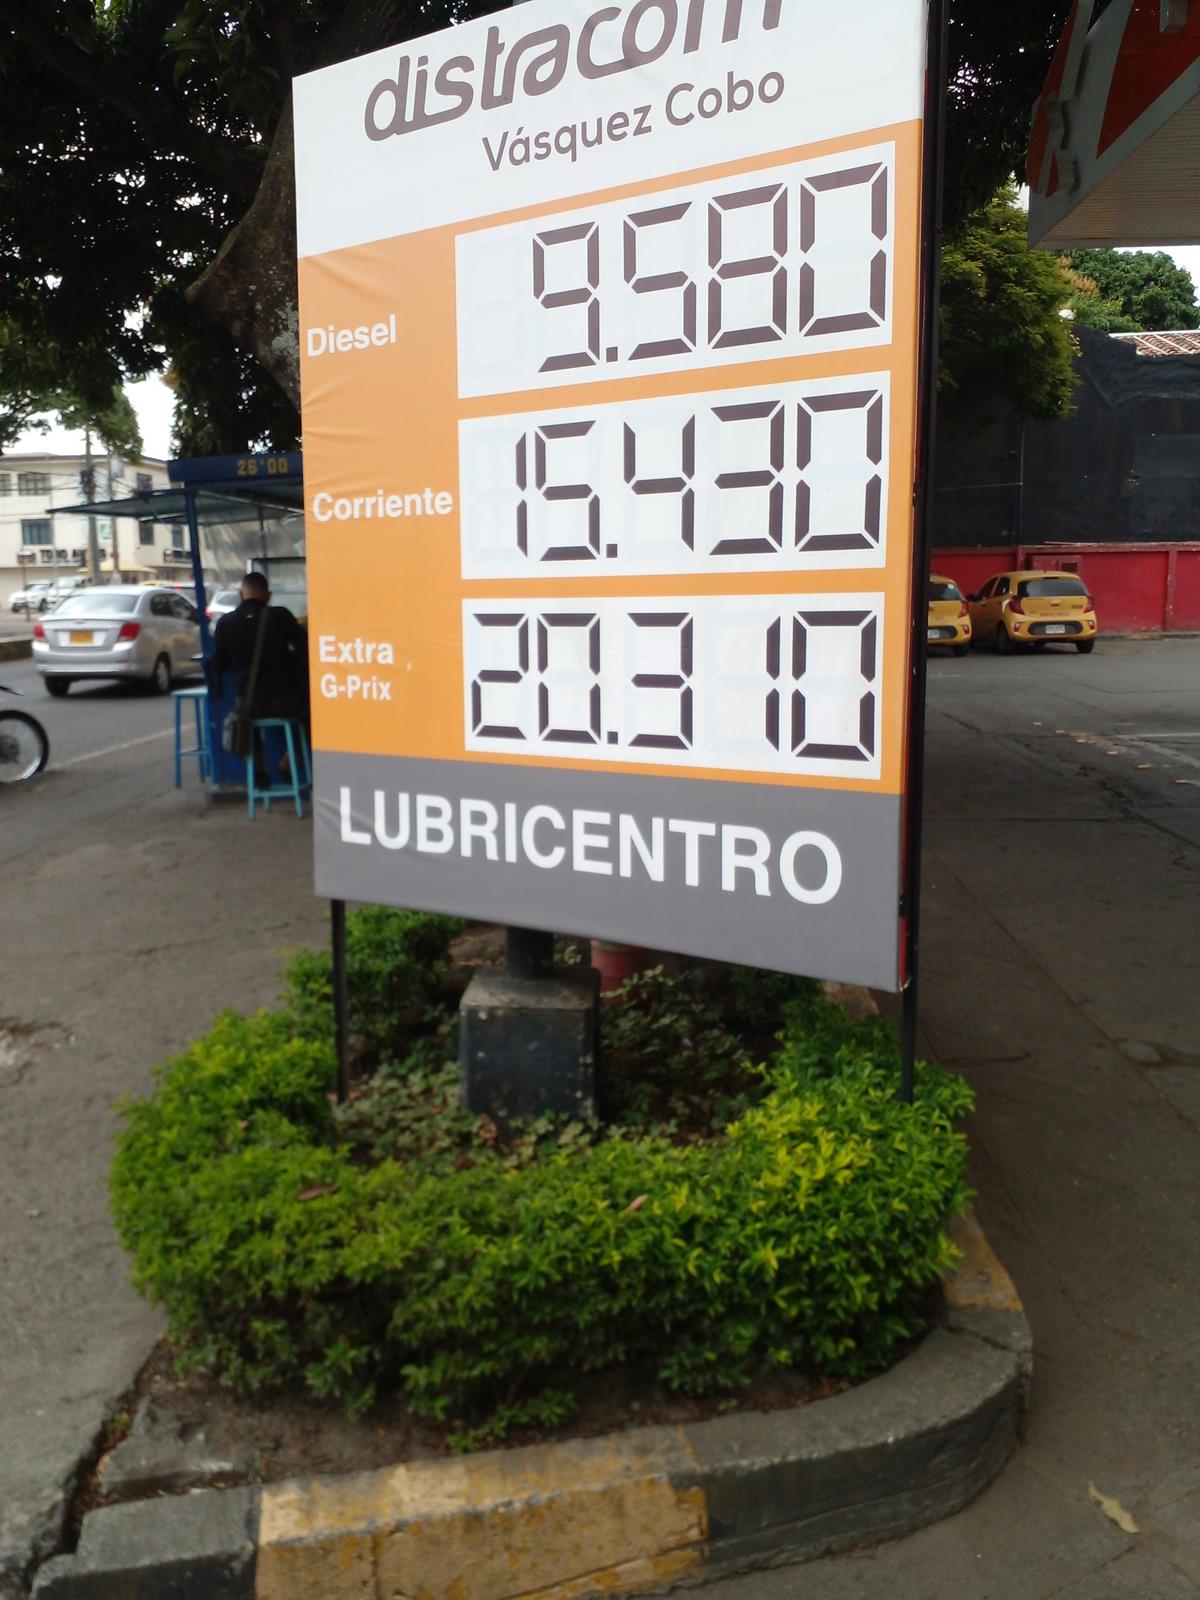 distracom
Vásquez Cobo
Diesel 9.580
Corriente 15.430
Extra
G-Prix 20.310
LUBRICENTRO
26*00